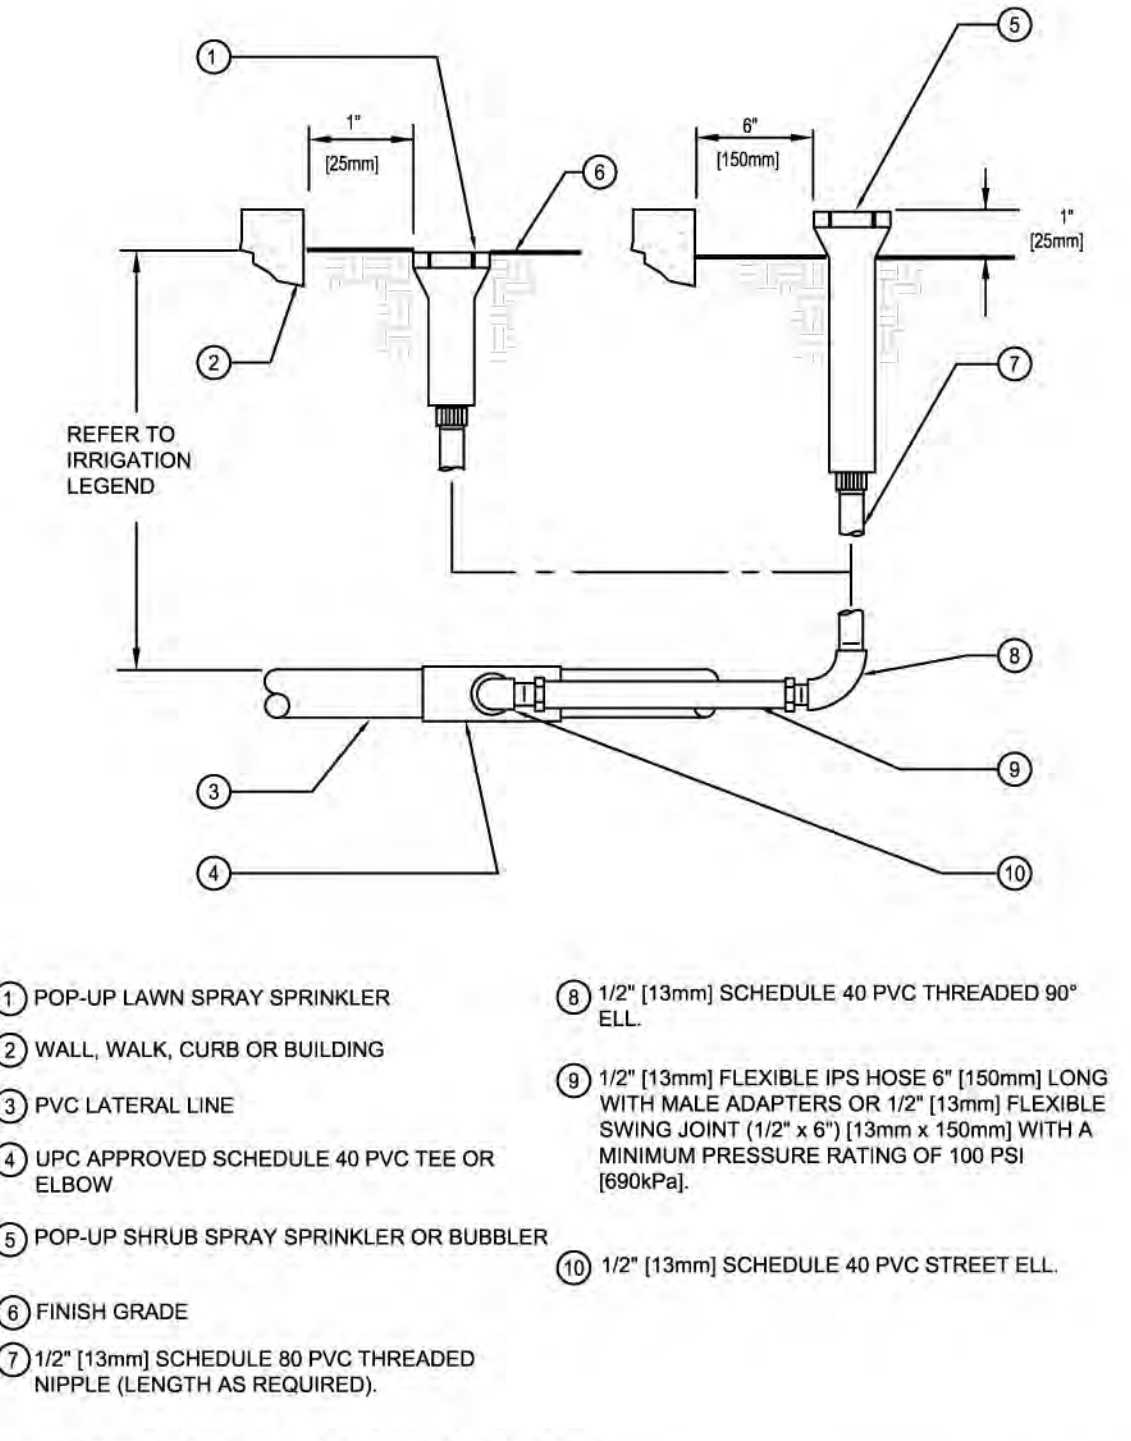 1
5
1"
[25mm]
6"
[150mm]
6
1"
[25mm]
2
7
REFER TO
IRRIGATION
LEGEND
8
3
9
4
10
1 POP-UP LAWN SPRAY SPRINKLER
2 WALL, WALK, CURB OR BUILDING
3 PVC LATERAL LINE
4 UPC APPROVED SCHEDULE 40 PVC TEE OR
ELBOW
5 POP-UP SHRUB SPRAY SPRINKLER OR BUBBLER
6 FINISH GRADE
7 1/2" [13mm] SCHEDULE 80 PVC THREADED
NIPPLE (LENGTH AS REQUIRED).
8 1/2" [13mm] SCHEDULE 40 PVC THREADED 90°
ELL.
9 1/2" [13mm] FLEXIBLE IPS HOSE 6" [150mm] LONG
WITH MALE ADAPTERS OR 1/2" [13mm] FLEXIBLE
SWING JOINT (1/2" x 6") [13mm x 150mm] WITH A
MINIMUM PRESSURE RATING OF 100 PSI
[690kPa].
10 1/2" [13mm] SCHEDULE 40 PVC STREET ELL.